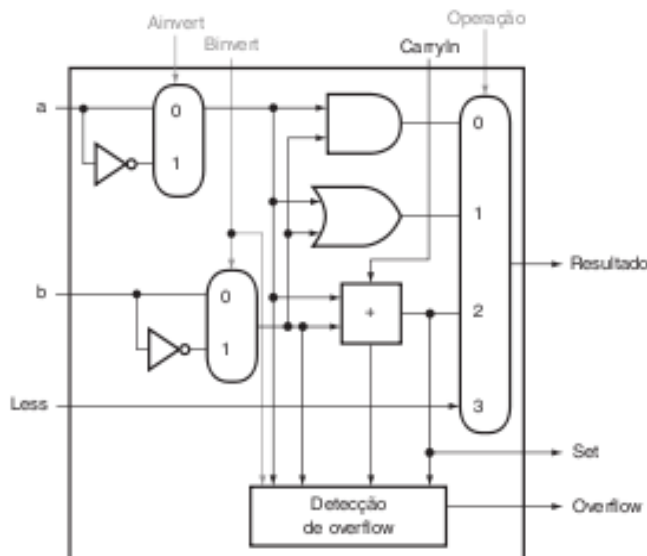 Ainvert
Operação
Binvert
CarryIn
a
0
0
1
1
Resultado
b
0
+
2
1
Less
3
Set
Detecção
de overflow
Overflow